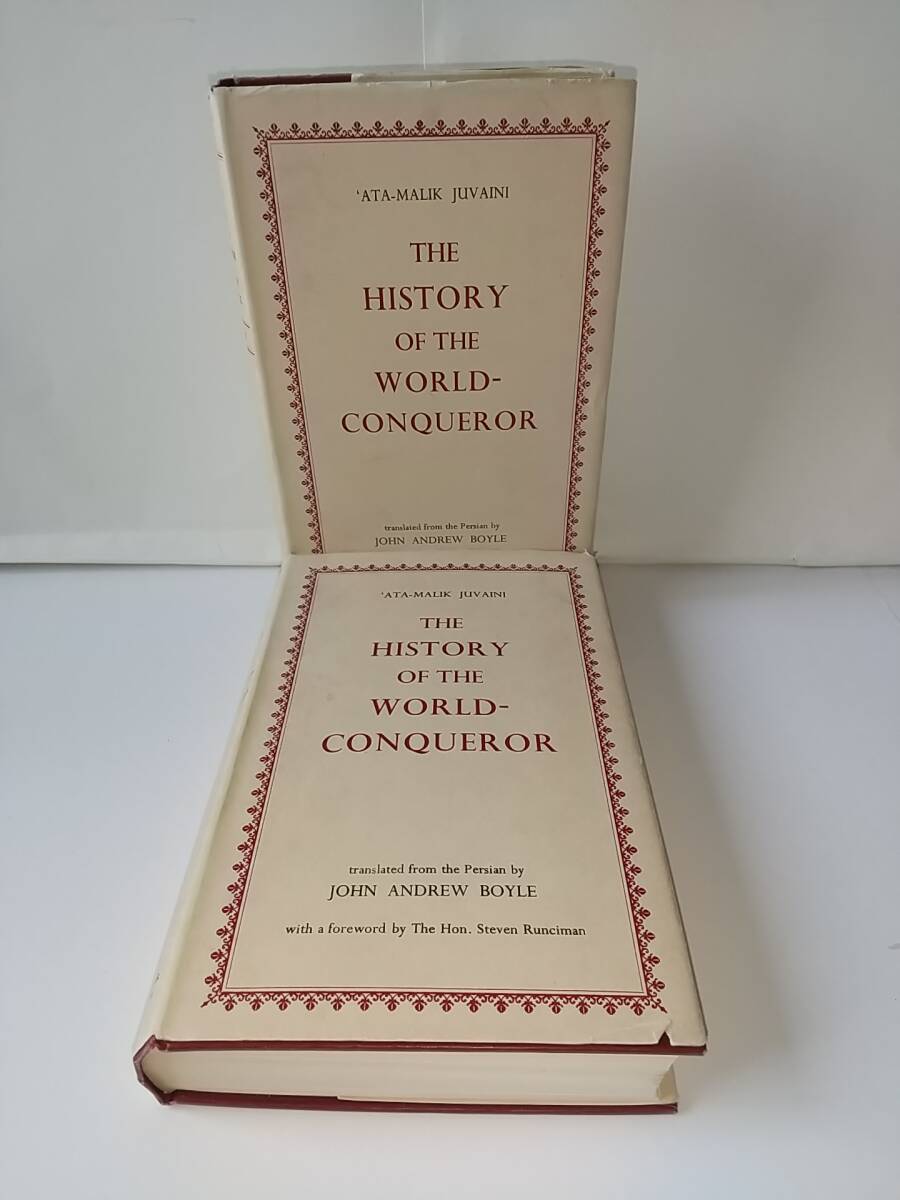 ‘ATA-MALIK JUVAINI
THE
HISTORY
OF THE
WORLD-
CONQUEROR
translated from the Persian by
JOHN ANDREW BOYLE
‘ATA-MALIK JUVAINI
THE
HISTORY
OF THE
WORLD-
CONQUEROR
translated from the Persian by
JOHN ANDREW BOYLE
with a foreword by The Hon. Steven Runciman